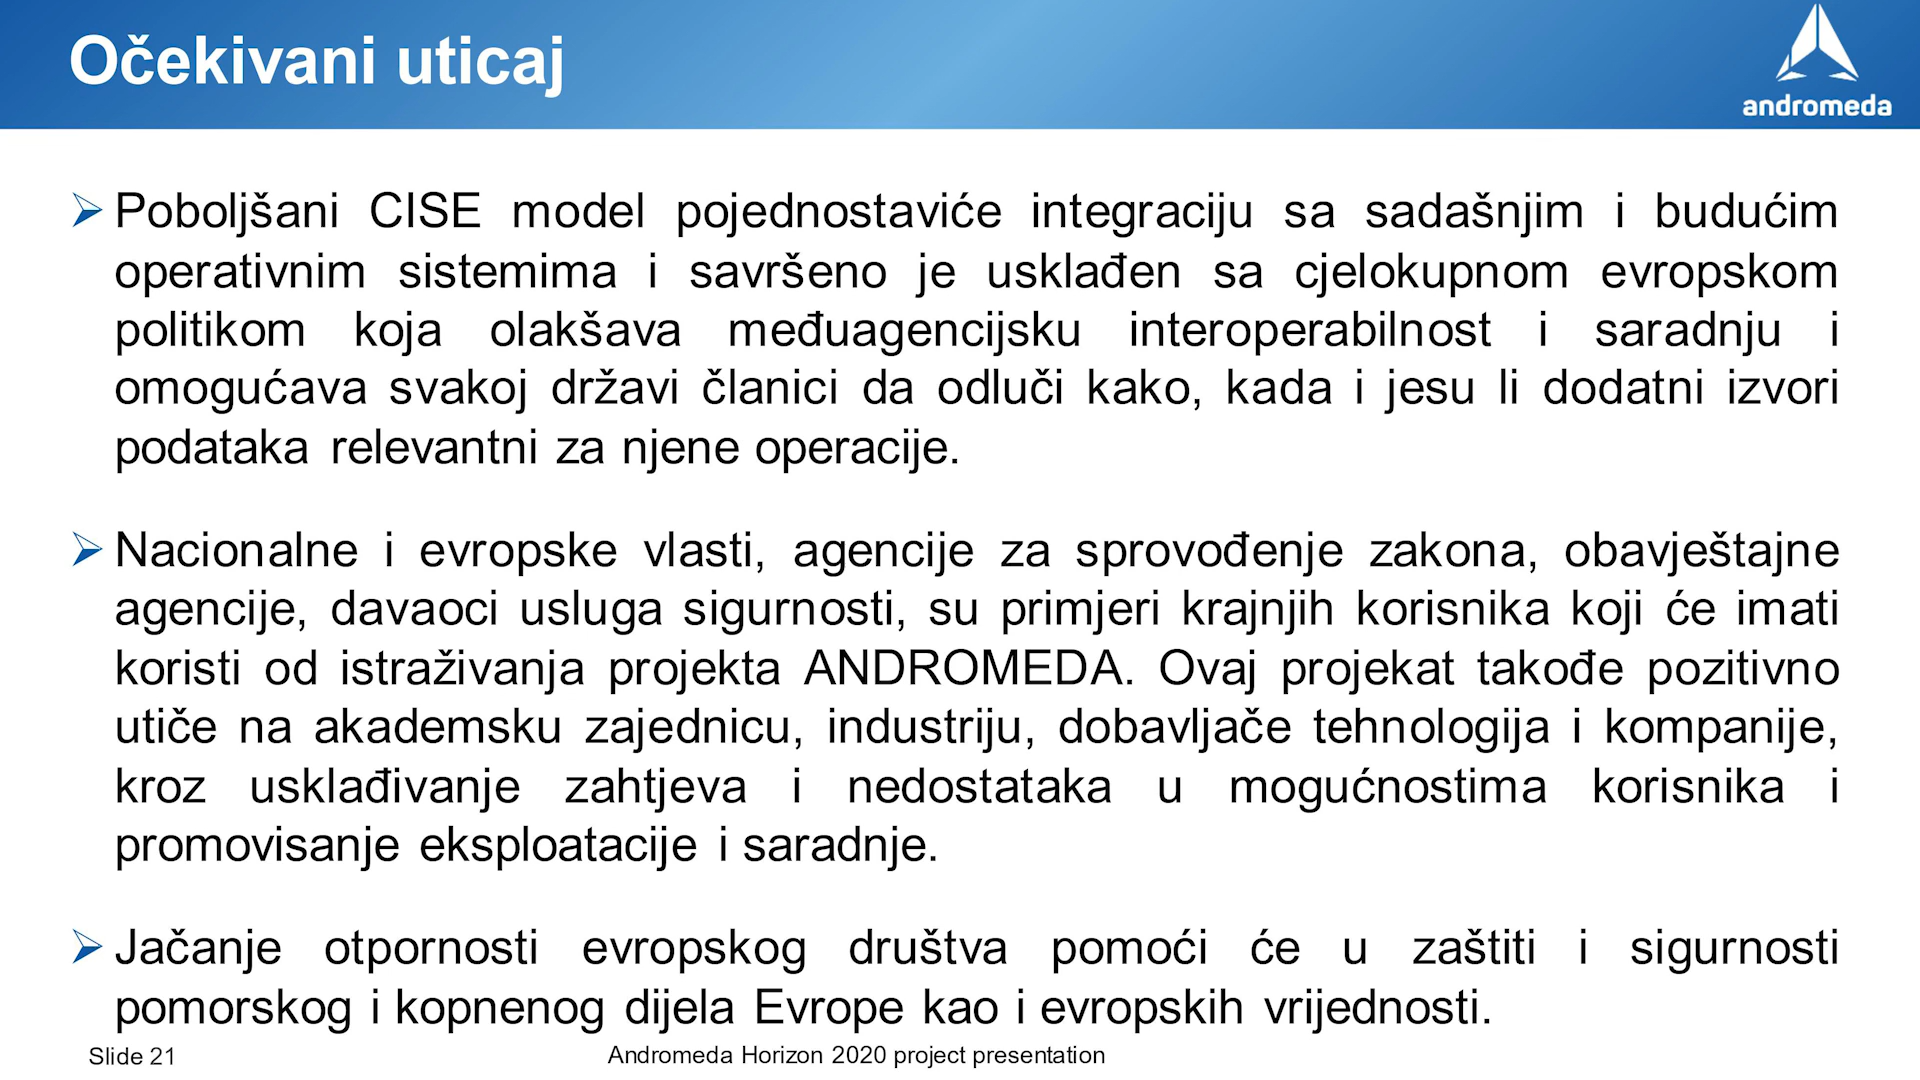 Očekivani uticaj
andromeda
Poboljšani CISE model pojednostaviće integraciju sa sadašnjim i budućim
operativnim sistemima i savršeno je usklađen sa cjelokupnom evropskom
politikom koja olakšava međuagencijsku interoperabilnost i saradnju i
omogućava svakoj državi članici da odluči kako, kada i jesu li dodatni izvori
podataka relevantni za njene operacije.
Nacionalne i evropske vlasti, agencije za sprovođenje zakona, obavještajne
agencije, davaoci usluga sigurnosti, su primjeri krajnjih korisnika koji će imati
koristi od istraživanja projekta ANDROMEDA. Ovaj projekat takođe pozitivno
utiče na akademsku zajednicu, industriju, dobavljače tehnologija i kompanije,
kroz usklađivanje zahtjeva i nedostataka u mogućnostima korisnika i
promovisanje eksploatacije i saradnje.
Jačanje otpornosti evropskog društva pomoći će u zaštiti i sigurnosti
pomorskog i kopnenog dijela Evrope kao i evropskih vrijednosti.
Slide 21
Andromeda Horizon 2020 project presentation